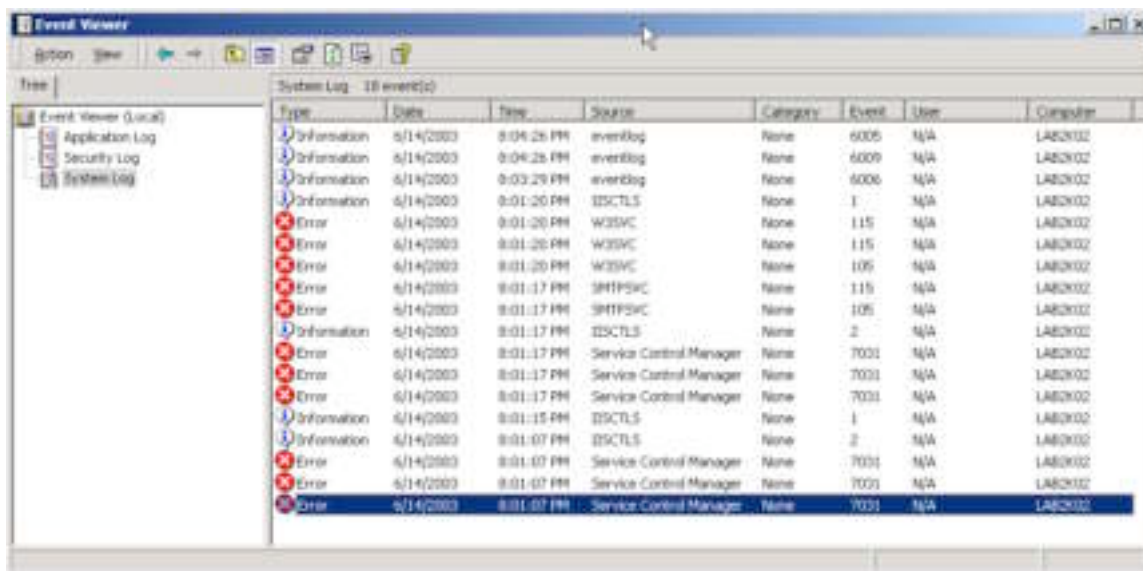 Event Viewer
Action View
Tree
System Log 18 event(s)
Event Viewer (Local)
Application Log
Security Log
System Log
Type Date Time Source Category Event User Computer
Information 6/14/2003 8:04:26 PM eventlog None 6005 N/A LAB2K02
Information 6/14/2003 8:04:26 PM eventlog None 6009 N/A LAB2K02
Information 6/14/2003 8:03:29 PM eventlog None 6006 N/A LAB2K02
Information 6/14/2003 8:01:20 PM IISCTLS None 1 N/A LAB2K02
Error 6/14/2003 8:01:20 PM W3SVC None 115 N/A LAB2K02
Error 6/14/2003 8:01:20 PM W3SVC None 115 N/A LAB2K02
Error 6/14/2003 8:01:20 PM W3SVC None 105 N/A LAB2K02
Error 6/14/2003 8:01:17 PM SMTPSVC None 115 N/A LAB2K02
Error 6/14/2003 8:01:17 PM SMTPSVC None 105 N/A LAB2K02
Information 6/14/2003 8:01:17 PM IISCTLS None 2 N/A LAB2K02
Error 6/14/2003 8:01:17 PM Service Control Manager None 7031 N/A LAB2K02
Error 6/14/2003 8:01:17 PM Service Control Manager None 7031 N/A LAB2K02
Error 6/14/2003 8:01:17 PM Service Control Manager None 7031 N/A LAB2K02
Information 6/14/2003 8:01:15 PM IISCTLS None 1 N/A LAB2K02
Information 6/14/2003 8:01:07 PM IISCTLS None 2 N/A LAB2K02
Error 6/14/2003 8:01:07 PM Service Control Manager None 7031 N/A LAB2K02
Error 6/14/2003 8:01:07 PM Service Control Manager None 7031 N/A LAB2K02
Error 6/14/2003 8:01:07 PM Service Control Manager None 7031 N/A LAB2K02